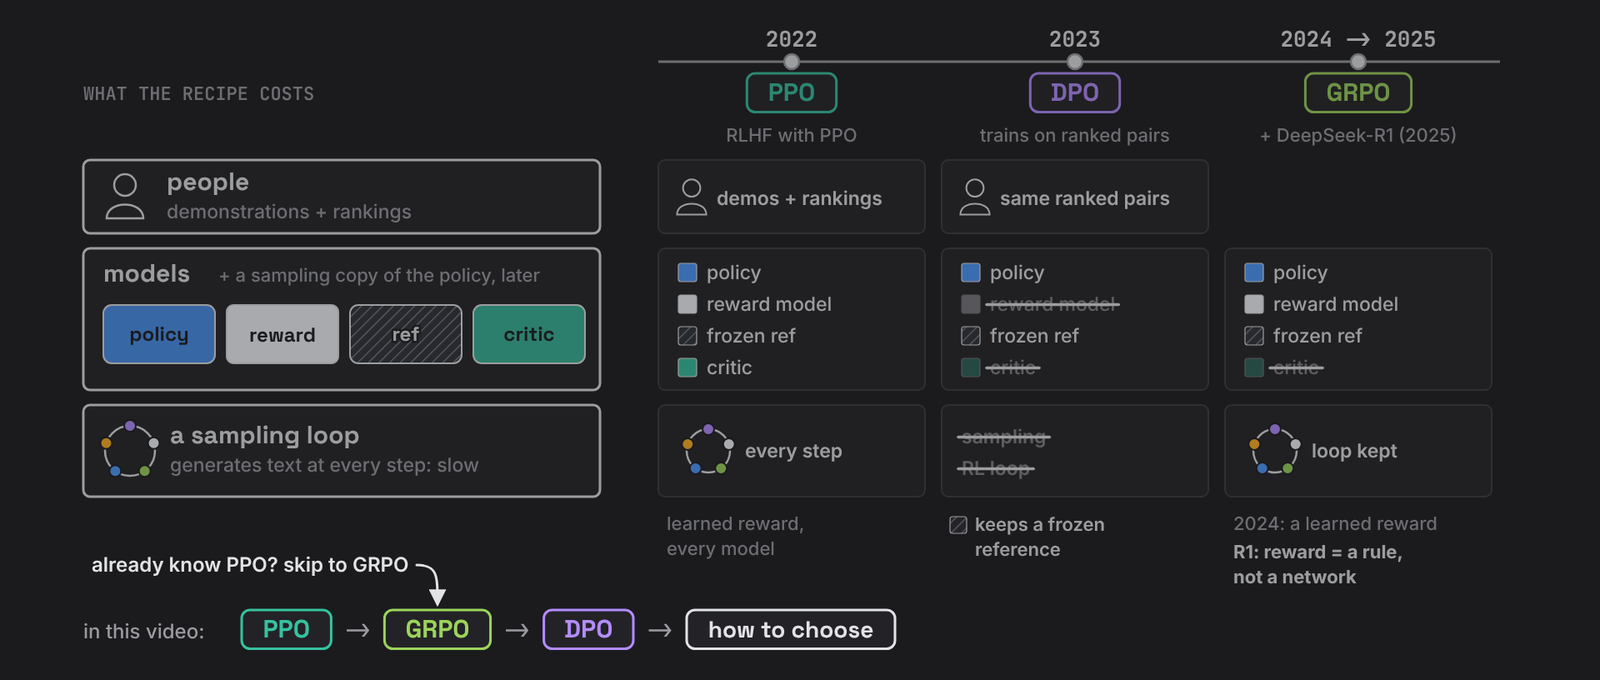 2022
2023
2024 → 2025
WHAT THE RECIPE COSTS
PPO
DPO
GRPO
RLHF with PPO
trains on ranked pairs
+ DeepSeek-R1 (2025)
people
demonstrations + rankings
demos + rankings
same ranked pairs
models
+ a sampling copy of the policy, later
policy
reward
ref
critic
policy
reward model
frozen ref
critic
policy
reward model
frozen ref
critic
policy
reward model
frozen ref
critic
a sampling loop
generates text at every step: slow
every step
sampling
RL loop
loop kept
learned reward,
every model
keeps a frozen
reference
2024: a learned reward
R1: reward = a rule,
not a network
already know PPO? skip to GRPO
in this video:
PPO → GRPO → DPO → how to choose